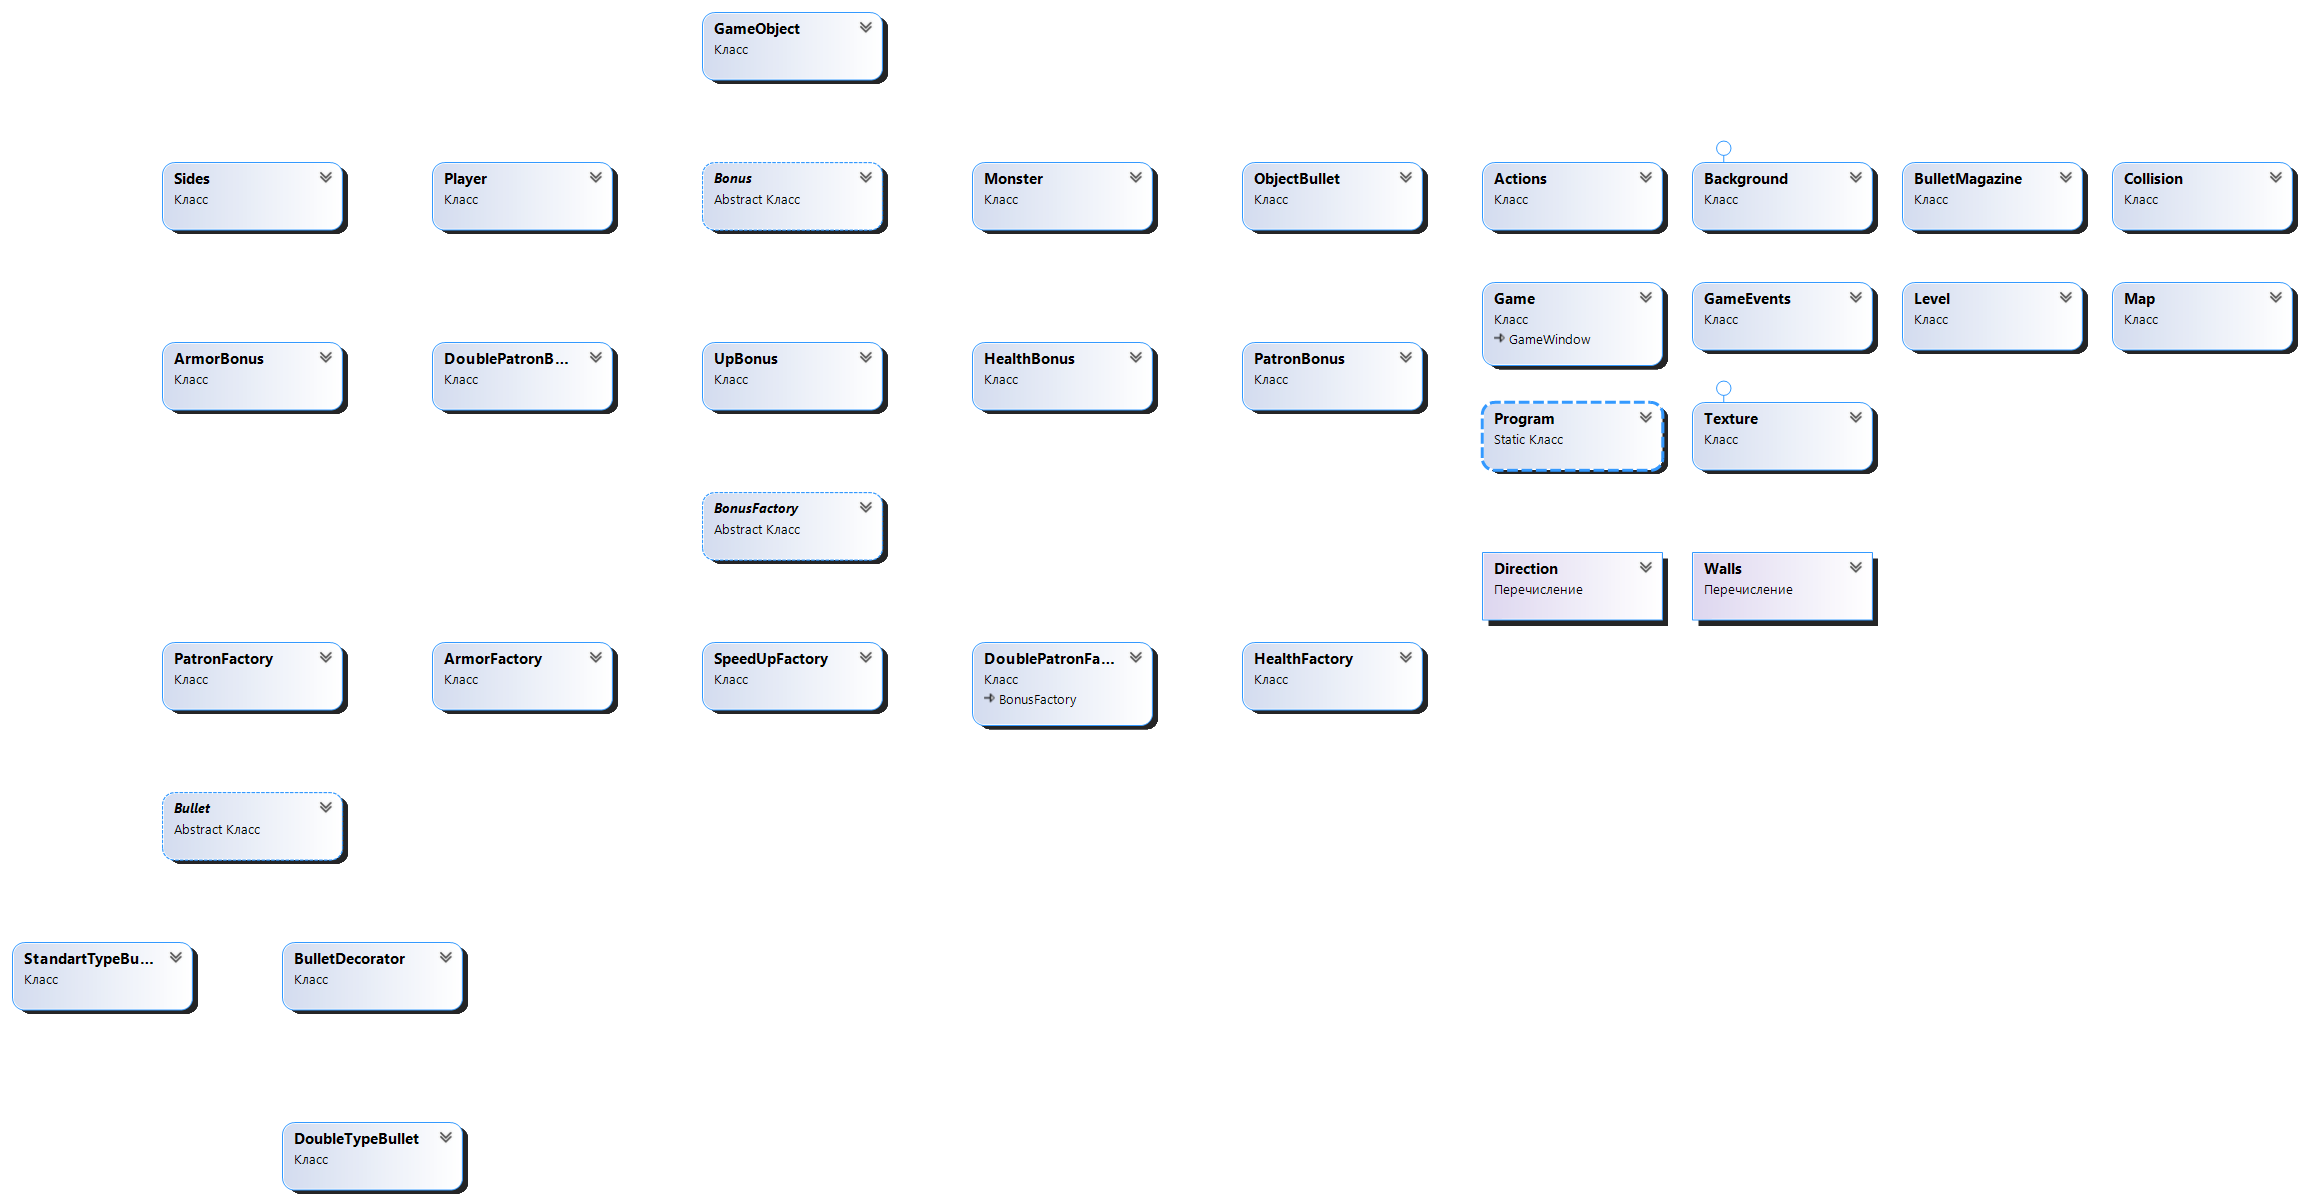 GameObject
Класс
Sides
Класс
Player
Класс
Bonus
Abstract Класс
Monster
Класс
ObjectBullet
Класс
Actions
Класс
Background
Класс
BulletMagazine
Класс
Collision
Класс
Game
Класс
GameWindow
GameEvents
Класс
Level
Класс
Map
Класс
ArmorBonus
Класс
DoublePatronB...
Класс
UpBonus
Класс
HealthBonus
Класс
PatronBonus
Класс
Program
Static Класс
Texture
Класс
BonusFactory
Abstract Класс
Direction
Перечисление
Walls
Перечисление
PatronFactory
Класс
ArmorFactory
Класс
SpeedUpFactory
Класс
DoublePatronFa...
Класс
BonusFactory
HealthFactory
Класс
Bullet
Abstract Класс
StandartTypeBu...
Класс
BulletDecorator
Класс
DoubleTypeBullet
Класс